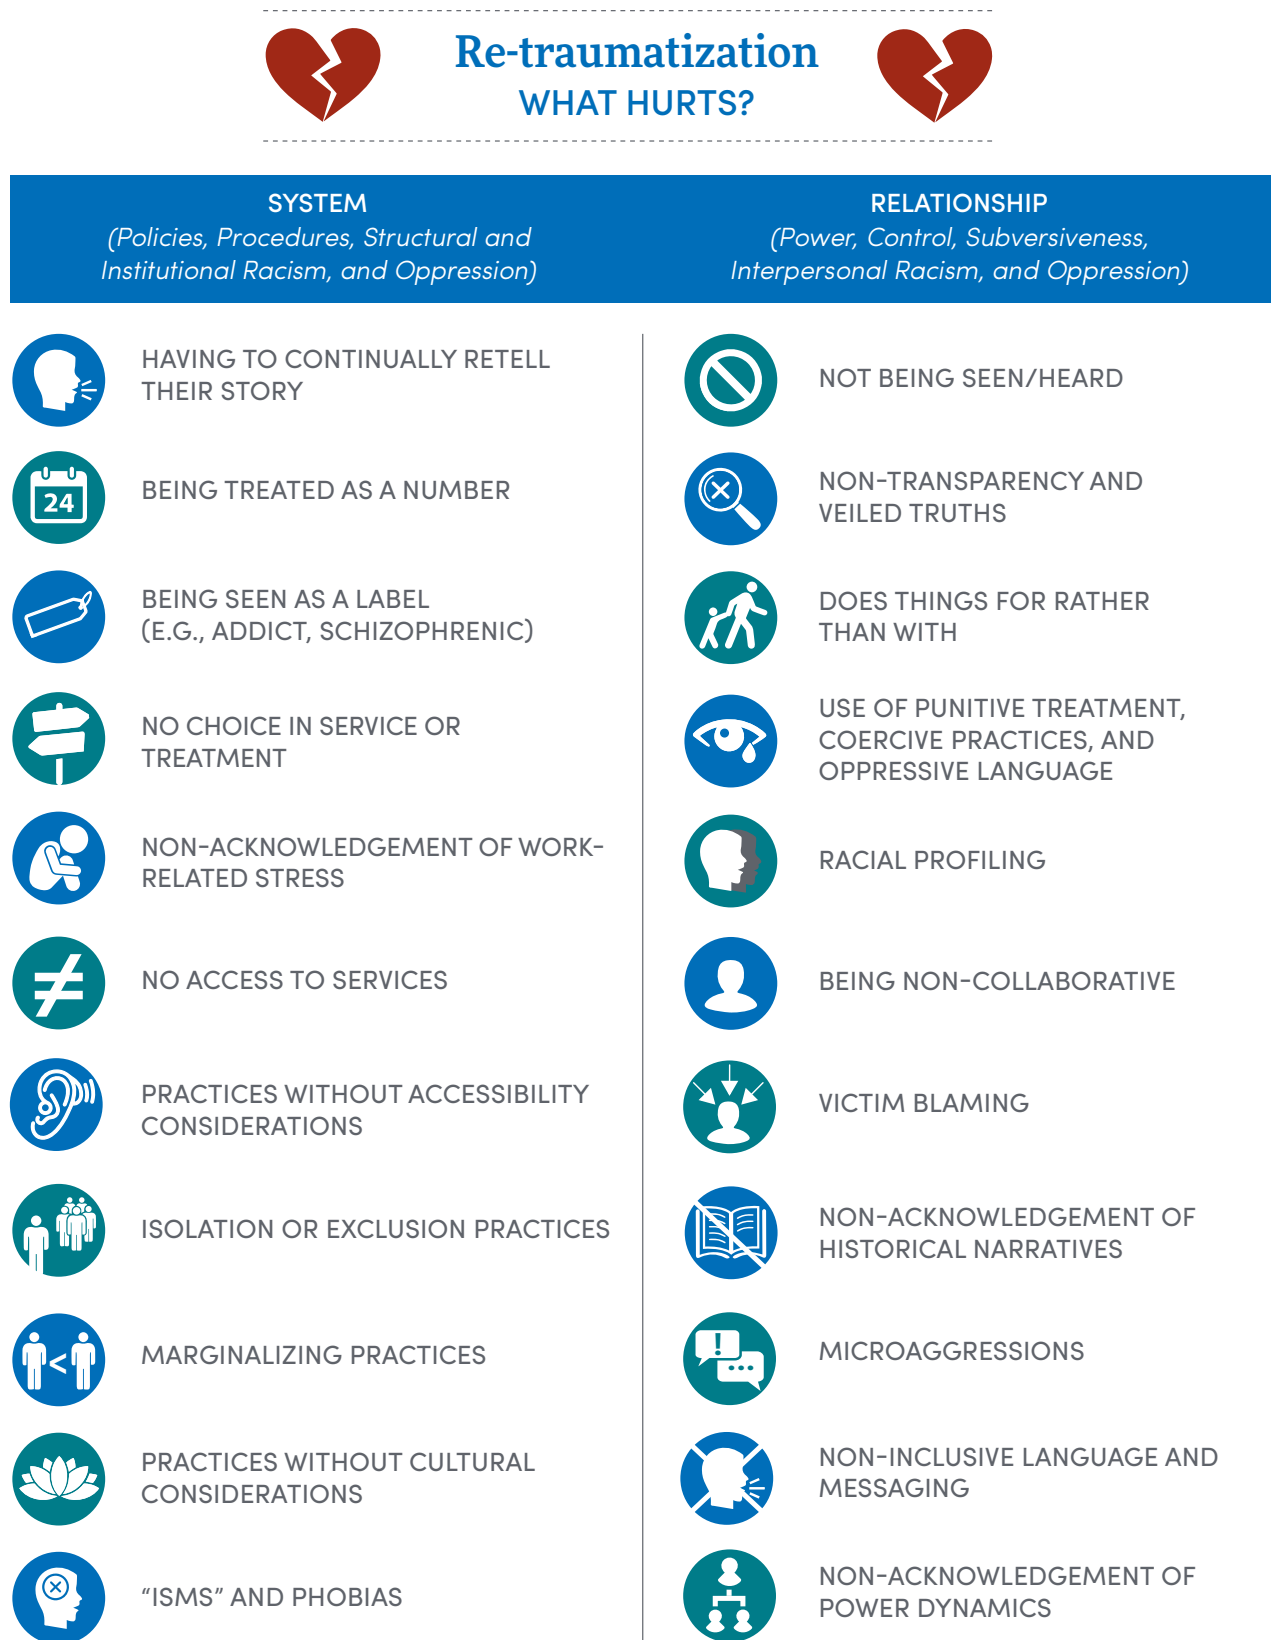 Re-traumatization
WHAT HURTS?
SYSTEM
(Policies, Procedures, Structural and
Institutional Racism, and Oppression)
RELATIONSHIP
(Power, Control, Subversiveness,
Interpersonal Racism, and Oppression)
HAVING TO CONTINUALLY RETELL
THEIR STORY
24
BEING TREATED AS A NUMBER
BEING SEEN AS A LABEL
(E.G., ADDICT, SCHIZOPHRENIC)
NO CHOICE IN SERVICE OR
TREATMENT
NON-ACKNOWLEDGEMENT OF WORK-
RELATED STRESS
≠
NO ACCESS TO SERVICES
PRACTICES WITHOUT ACCESSIBILITY
CONSIDERATIONS
ISOLATION OR EXCLUSION PRACTICES
<
MARGINALIZING PRACTICES
PRACTICES WITHOUT CULTURAL
CONSIDERATIONS
“ISMS” AND PHOBIAS
NOT BEING SEEN/HEARD
NON-TRANSPARENCY AND
VEILED TRUTHS
DOES THINGS FOR RATHER
THAN WITH
USE OF PUNITIVE TREATMENT,
COERCIVE PRACTICES, AND
OPPRESSIVE LANGUAGE
RACIAL PROFILING
BEING NON-COLLABORATIVE
VICTIM BLAMING
NON-ACKNOWLEDGEMENT OF
HISTORICAL NARRATIVES
!
MICROAGGRESSIONS
NON-INCLUSIVE LANGUAGE AND
MESSAGING
NON-ACKNOWLEDGEMENT OF
POWER DYNAMICS